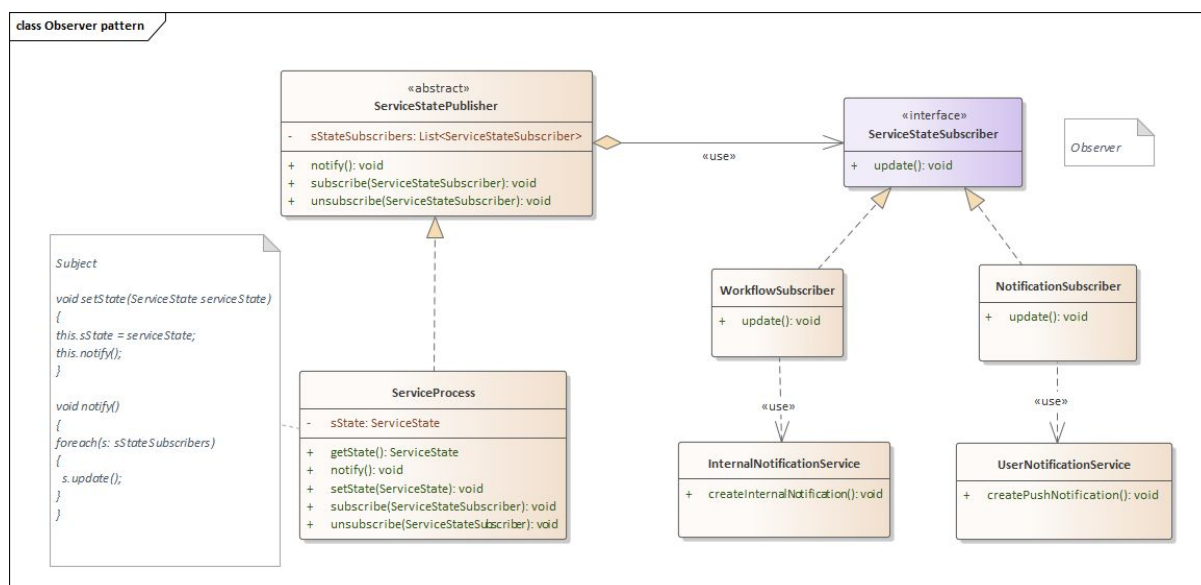 class Observer pattern
«abstract»
ServiceStatePublisher
- sStateSubscribers: List<ServiceStateSubscriber>
+ notify(): void
+ subscribe(ServiceStateSubscriber): void
+ unsubscribe(ServiceStateSubscriber): void
«use»
«interface»
ServiceStateSubscriber
+ update(): void
Observer
Subject
void setState(ServiceState serviceState)
{
this.sState = serviceState;
this.notify();
}
void notify()
{
foreach(s: sStateSubscribers)
{
s.update();
}
}
ServiceProcess
- sState: ServiceState
+ getState(): ServiceState
+ notify(): void
+ setState(ServiceState): void
+ subscribe(ServiceStateSubscriber): void
+ unsubscribe(ServiceStateSubscriber): void
WorkflowSubscriber
+ update(): void
NotificationSubscriber
+ update(): void
«use»
«use»
InternalNotificationService
+ createInternalNotification(): void
UserNotificationService
+ createPushNotification(): void